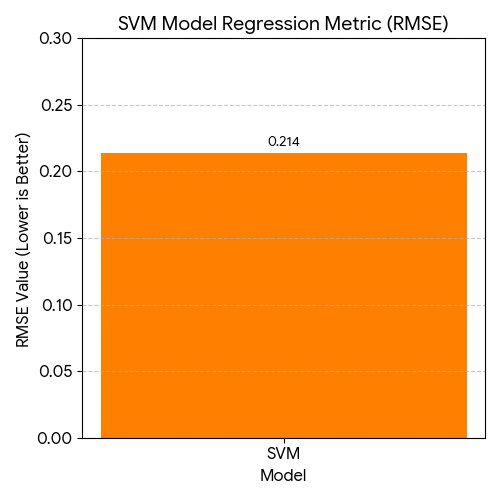 SVM Model Regression Metric (RMSE)
RMSE Value (Lower is Better)
0.30
0.25
0.20
0.15
0.10
0.05
0.00
0.214
SVM
Model